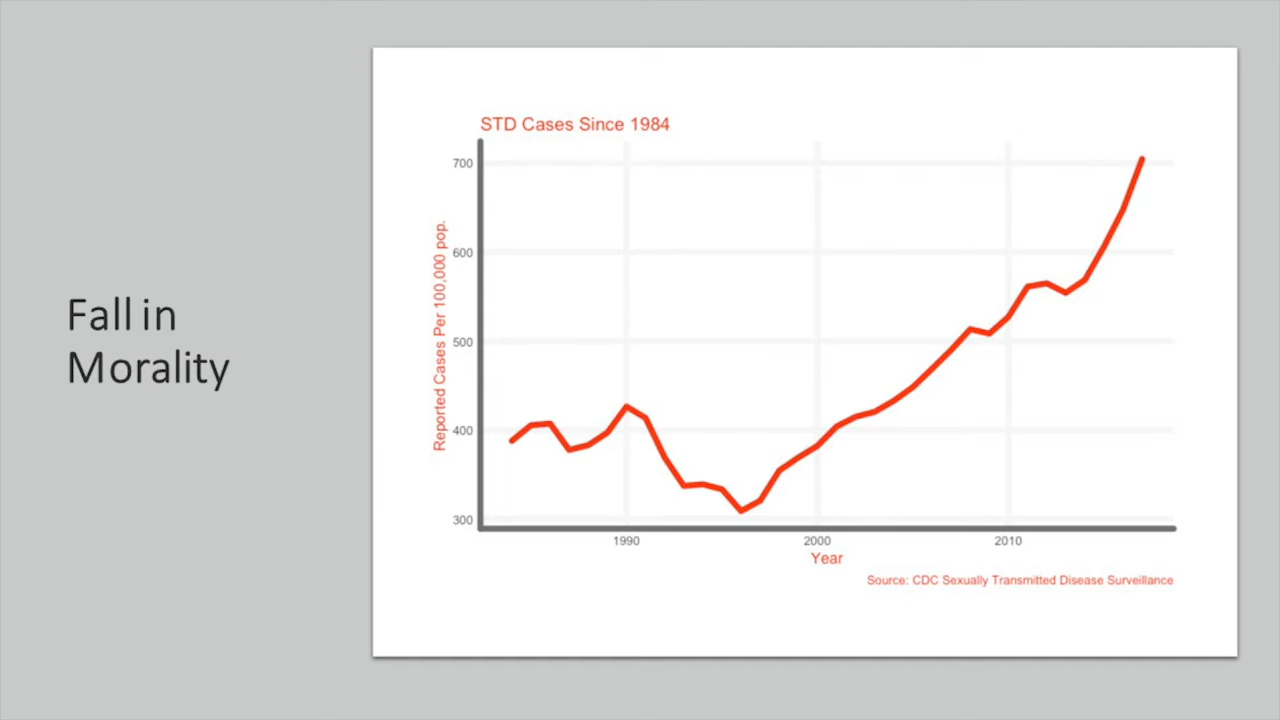 Fall in
Morality
STD Cases Since 1984
Reported Cases Per 100,000 pop.
700
600
500
400
300
1990
2000
2010
Year
Source: CDC Sexually Transmitted Disease Surveillance